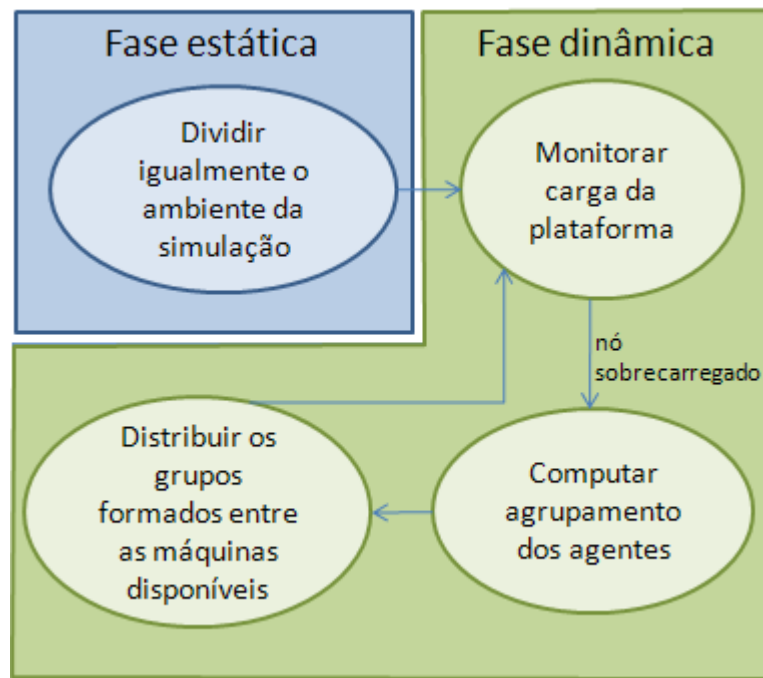 Fase estática
Dividir
igualmente o
ambiente da
simulação
Fase dinâmica
Monitorar
carga da
plataforma
nó
sobrecarregado
Computar
agrupamento
dos agentes
Distribuir os
grupos
formados entre
as máquinas
disponíveis